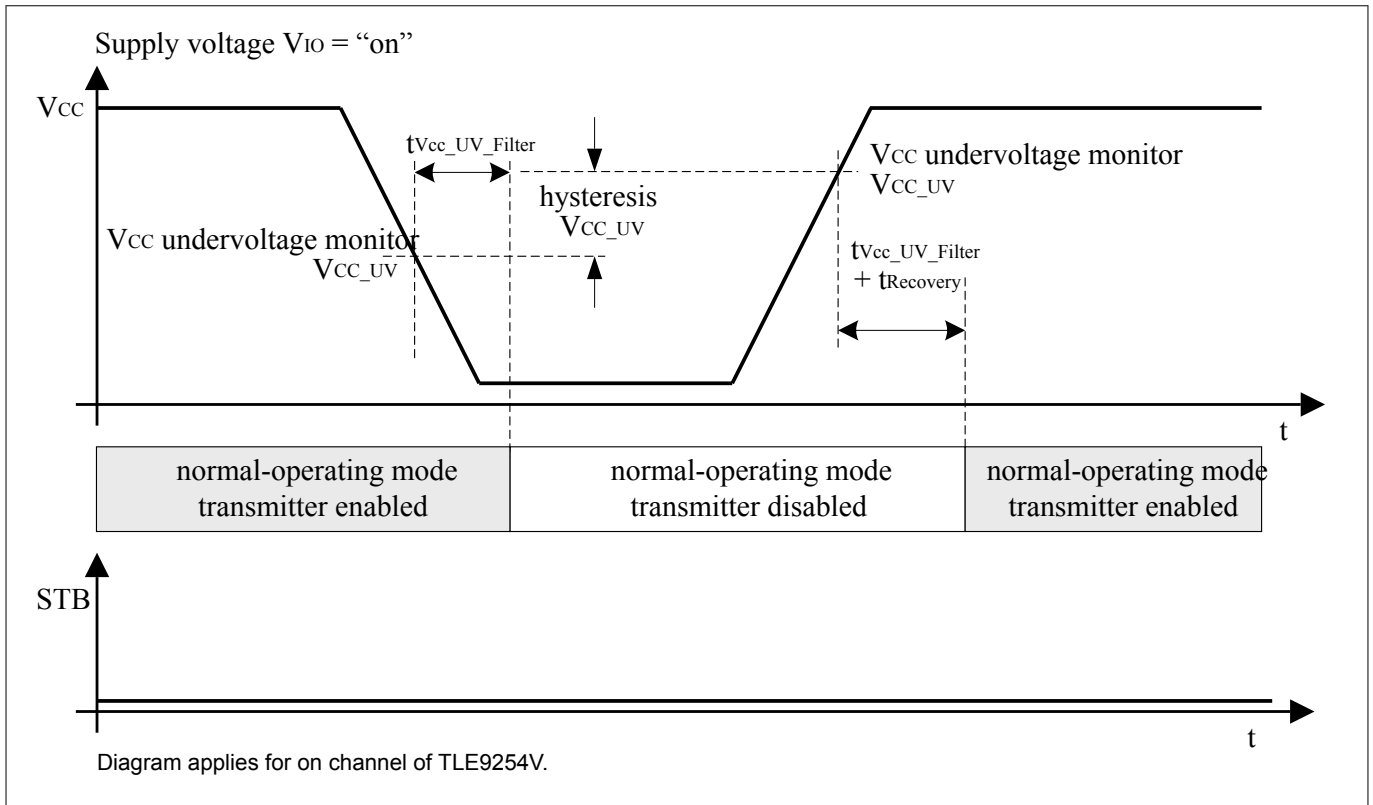 Supply voltage VIO = “on”
VCC
tVcc_UV_Filter
hysteresis
VCC_UV
VCC undervoltage monitor
VCC_UV
VCC undervoltage monitor
VCC_UV
tVcc_UV_Filter
+ tRecovery
t
normal-operating mode
transmitter enabled
normal-operating mode
transmitter disabled
normal-operating mode
transmitter enabled
STB
t
Diagram applies for on channel of TLE9254V.